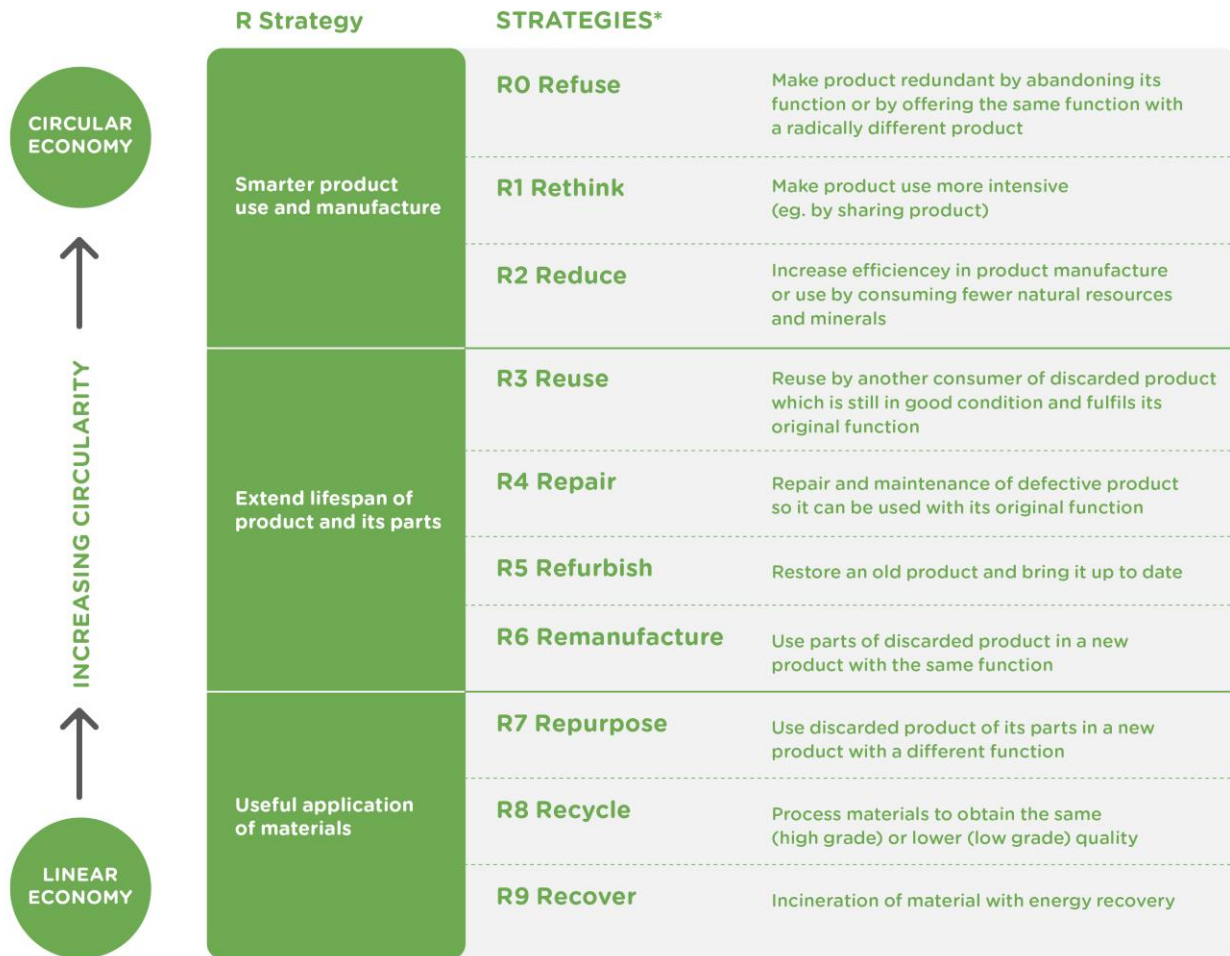 R Strategy
STRATEGIES*
CIRCULAR
ECONOMY
INCREASING CIRCULARITY
LINEAR
ECONOMY
Smarter product
use and manufacture
R0 Refuse
Make product redundant by abandoning its
function or by offering the same function with
a radically different product
R1 Rethink
Make product use more intensive
(eg. by sharing product)
R2 Reduce
Increase efficiencey in product manufacture
or use by consuming fewer natural resources
and minerals
Extend lifespan of
product and its parts
R3 Reuse
Reuse by another consumer of discarded product
which is still in good condition and fulfils its
original function
R4 Repair
Repair and maintenance of defective product
so it can be used with its original function
R5 Refurbish
Restore an old product and bring it up to date
R6 Remanufacture
Use parts of discarded product in a new
product with the same function
Useful application
of materials
R7 Repurpose
Use discarded product of its parts in a new
product with a different function
R8 Recycle
Process materials to obtain the same
(high grade) or lower (low grade) quality
R9 Recover
Incineration of material with energy recovery